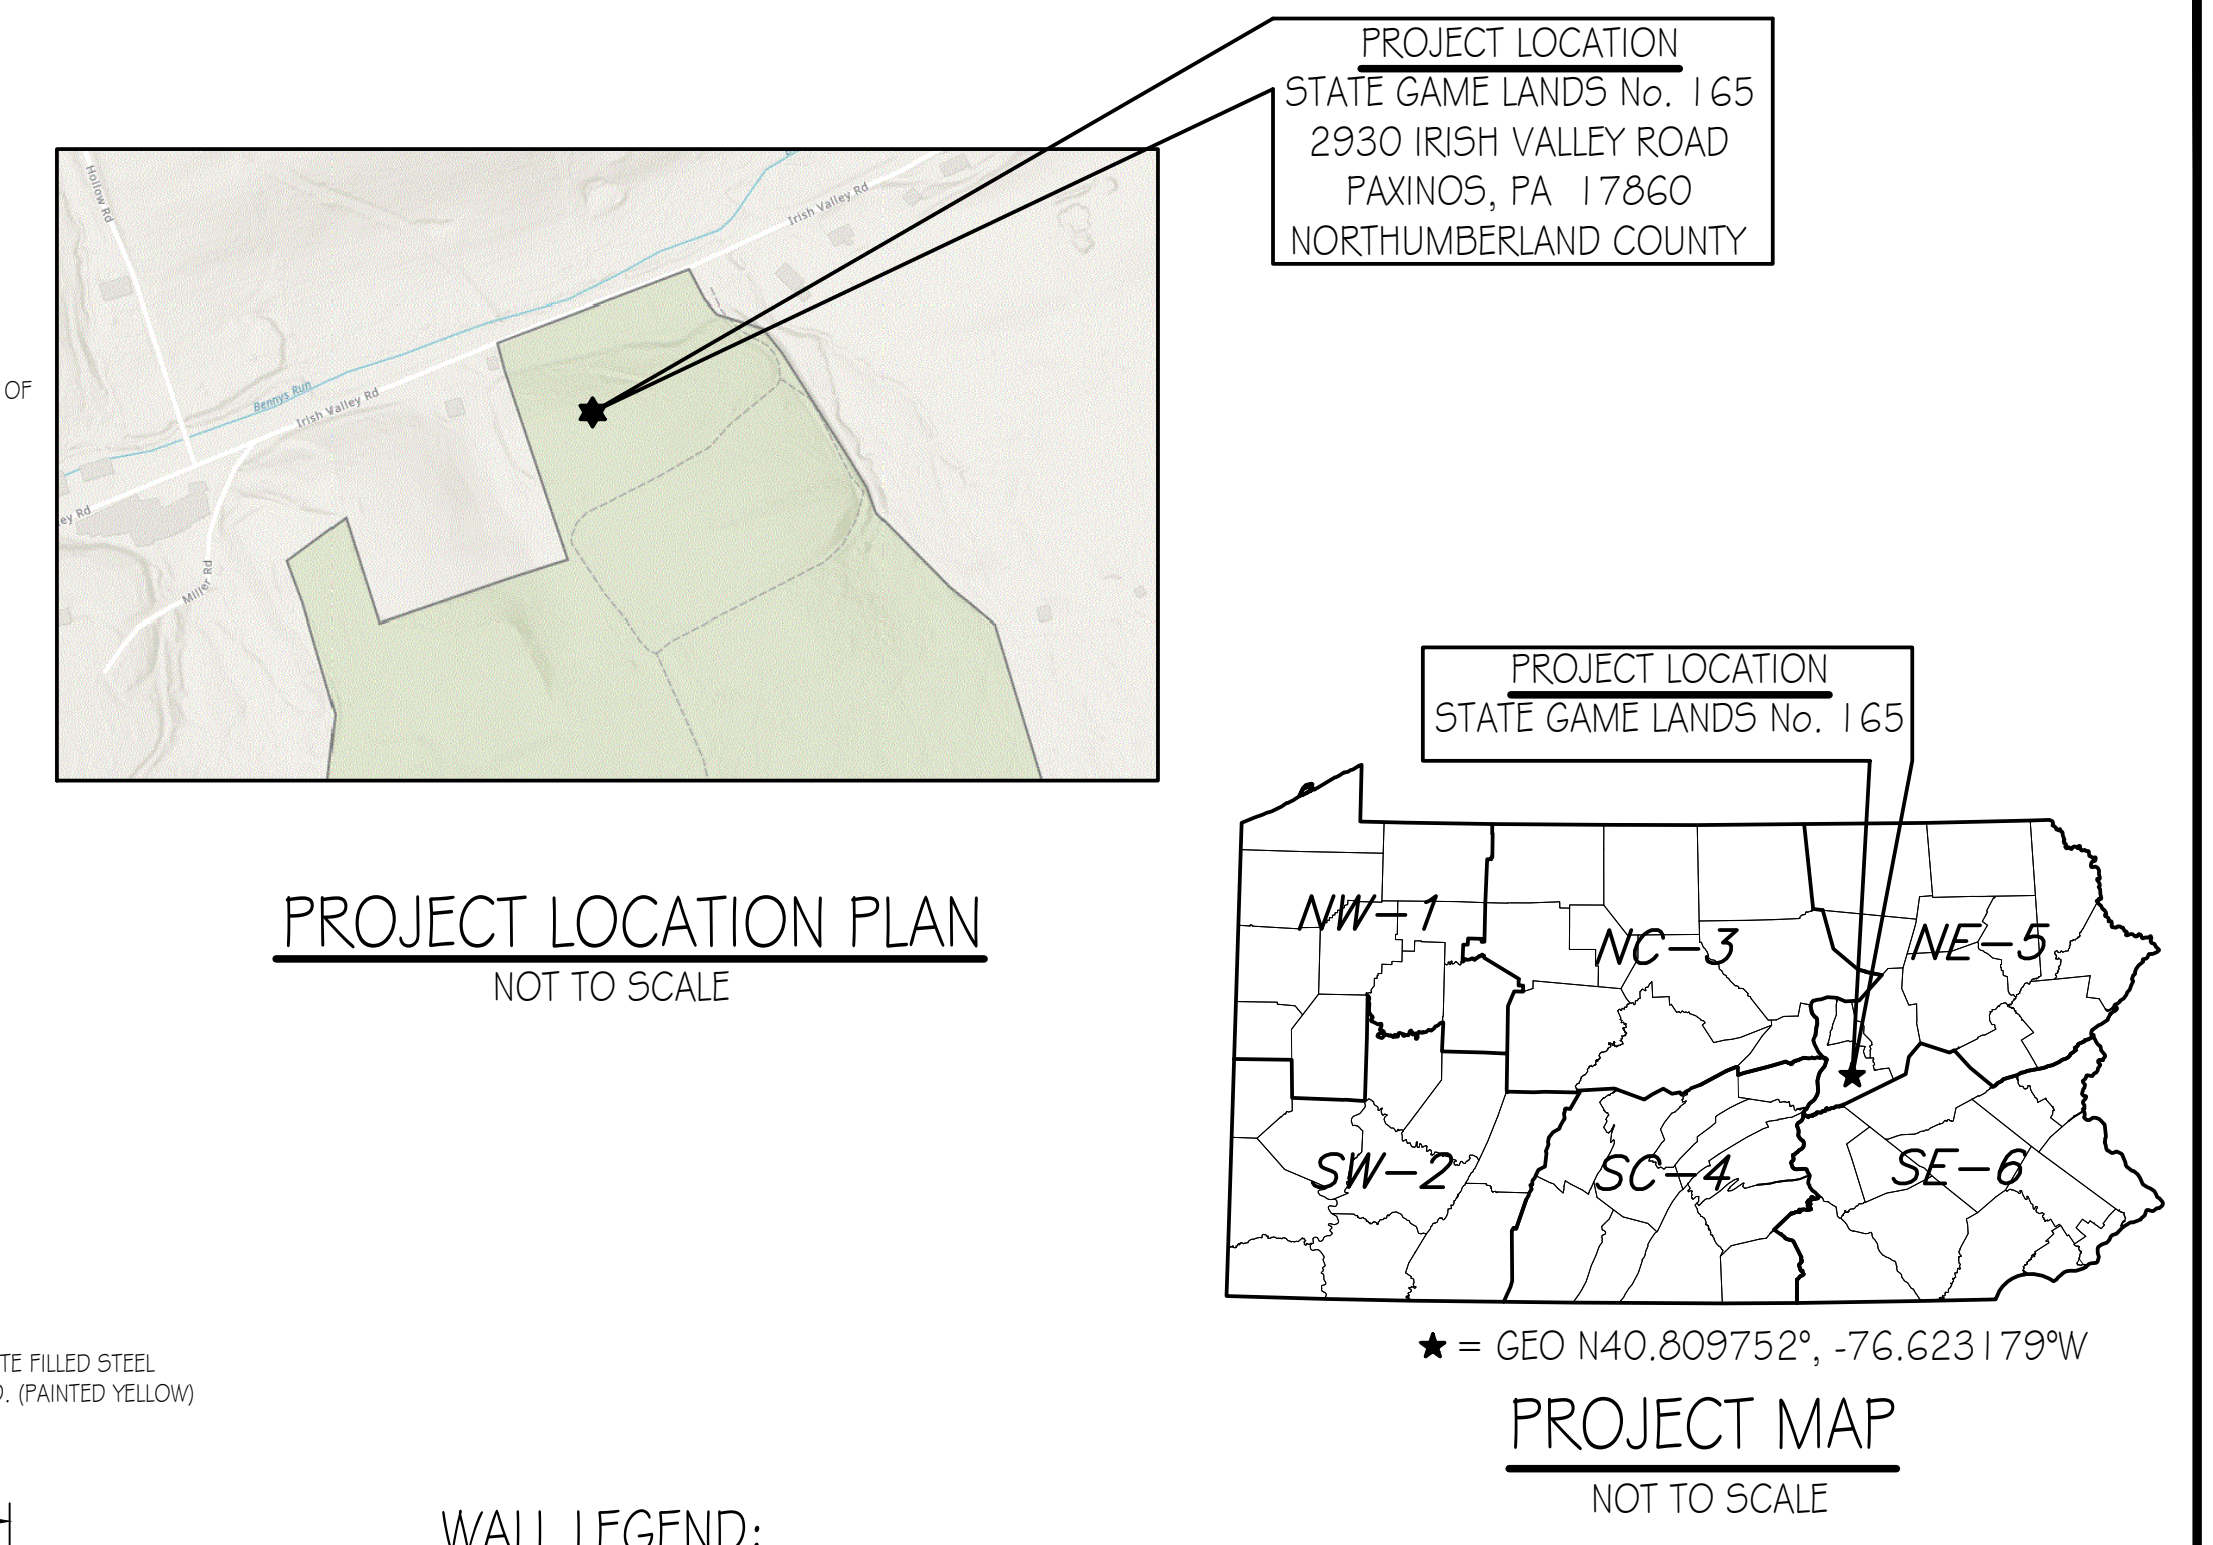 PROJECT LOCATION
STATE GAME LANDS No. 165
2930 IRISH VALLEY ROAD
PAXINOS, PA 17860
NORTHUMBERLAND COUNTY
Hollow Rd
Irish Valley Rd
OF
Bennys Run
Irish Valley Rd
ey Rd
Miller Rd
PROJECT LOCATION
STATE GAME LANDS No. 165
PROJECT LOCATION PLAN
NOT TO SCALE
NW-1
NC-3
NE-5
SW-2
SC-4
SE-6
★ = GEO N40.809752°, -76.623179°W
TE FILLED STEEL
. (PAINTED YELLOW)
PROJECT MAP
NOT TO SCALE
WALL LEGEND: